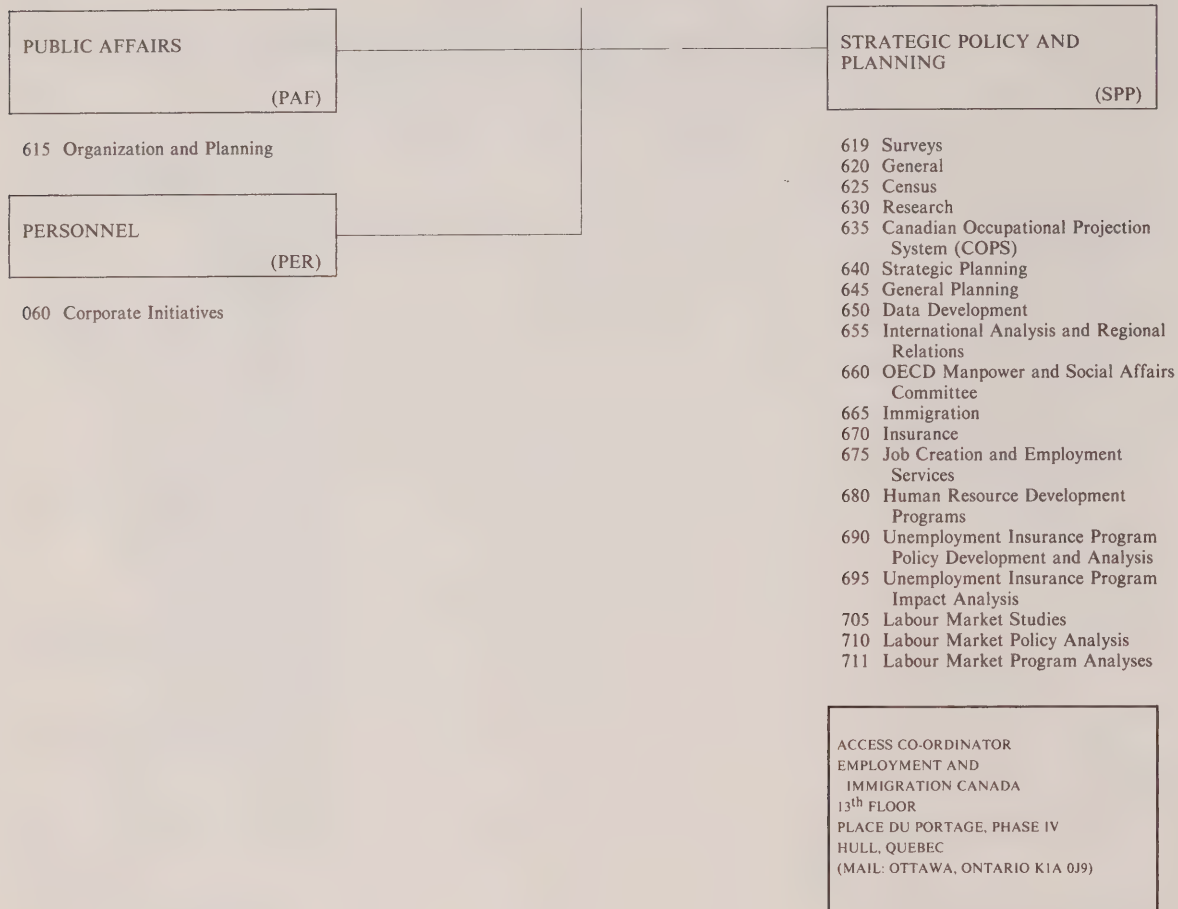 PUBLIC AFFAIRS
(PAF)
615 Organization and Planning
PERSONNEL
(PER)
060 Corporate Initiatives
STRATEGIC POLICY AND
PLANNING
(SPP)
619 Surveys
620 General
625 Census
630 Research
635 Canadian Occupational Projection
System (COPS)
640 Strategic Planning
645 General Planning
650 Data Development
655 International Analysis and Regional
Relations
660 OECD Manpower and Social Affairs
Committee
665 Immigration
670 Insurance
675 Job Creation and Employment
Services
680 Human Resource Development
Programs
690 Unemployment Insurance Program
Policy Development and Analysis
695 Unemployment Insurance Program
Impact Analysis
705 Labour Market Studies
710 Labour Market Policy Analysis
711 Labour Market Program Analyses
ACCESS CO-ORDINATOR
EMPLOYMENT AND
IMMIGRATION CANADA
13th FLOOR
PLACE DU PORTAGE, PHASE IV
HULL, QUEBEC
(MAIL: OTTAWA, ONTARIO K1A 0J9)